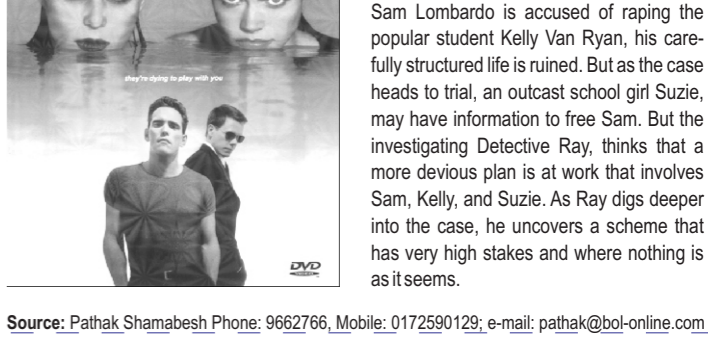 they're dying to play with you
DVD
Sam Lombardo is accused of raping the
popular student Kelly Van Ryan, his care-
fully structured life is ruined. But as the case
heads to trial, an outcast school girl Suzie,
may have information to free Sam. But the
investigating Detective Ray, thinks that a
more devious plan is at work that involves
Sam, Kelly, and Suzie. As Ray digs deeper
into the case, he uncovers a scheme that
has very high stakes and where nothing is
as it seems.
Source: Pathak Shamabesh Phone: 9662766, Mobile: 0172590129; e-mail: pathak@bol-online.com